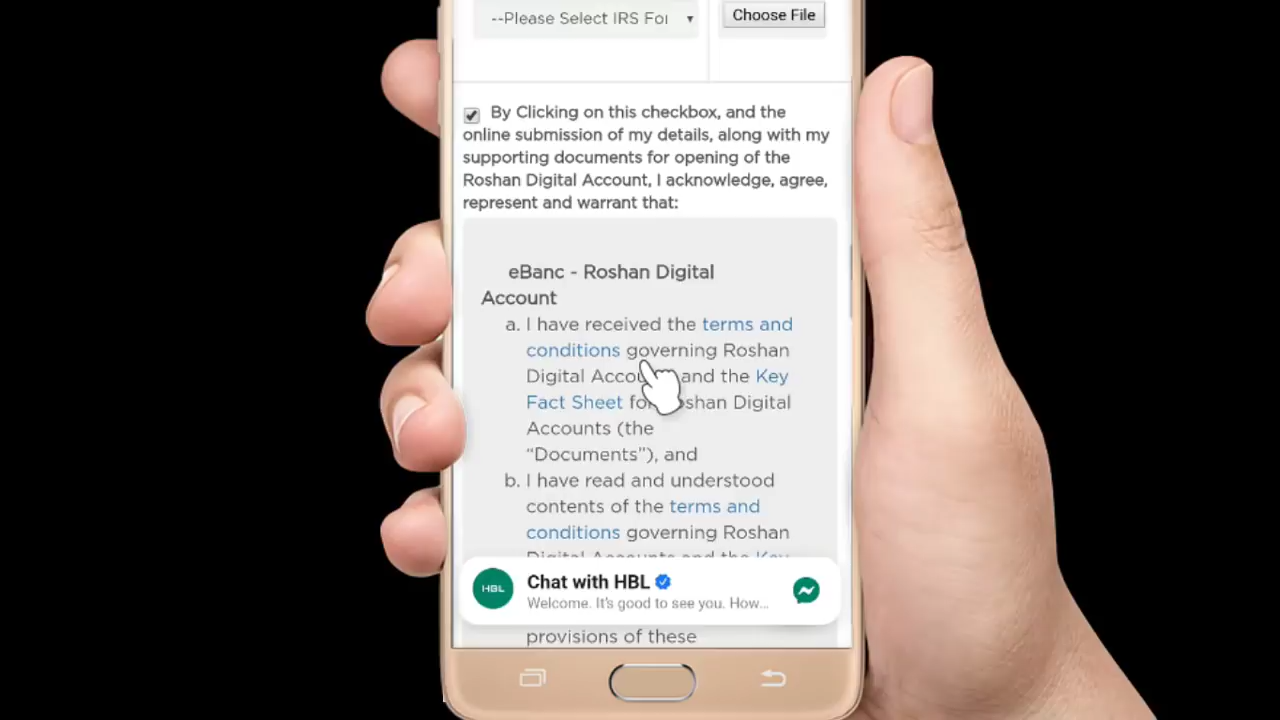 --Please Select IRS For
Choose File
By Clicking on this checkbox, and the
online submission of my details, along with my
supporting documents for opening of the
Roshan Digital Account, I acknowledge, agree,
represent and warrant that:
eBanc - Roshan Digital
Account
a. I have received the terms and
conditions governing Roshan
Digital and the Key
Fact Sheet Roshan Digital
Accounts (the
“Documents”), and
b. I have read and understood
contents of the terms and
conditions governing Roshan
Digital Accounts and the Key
HBL
Chat with HBL
Welcome. It's good to see you. How...
provisions of these